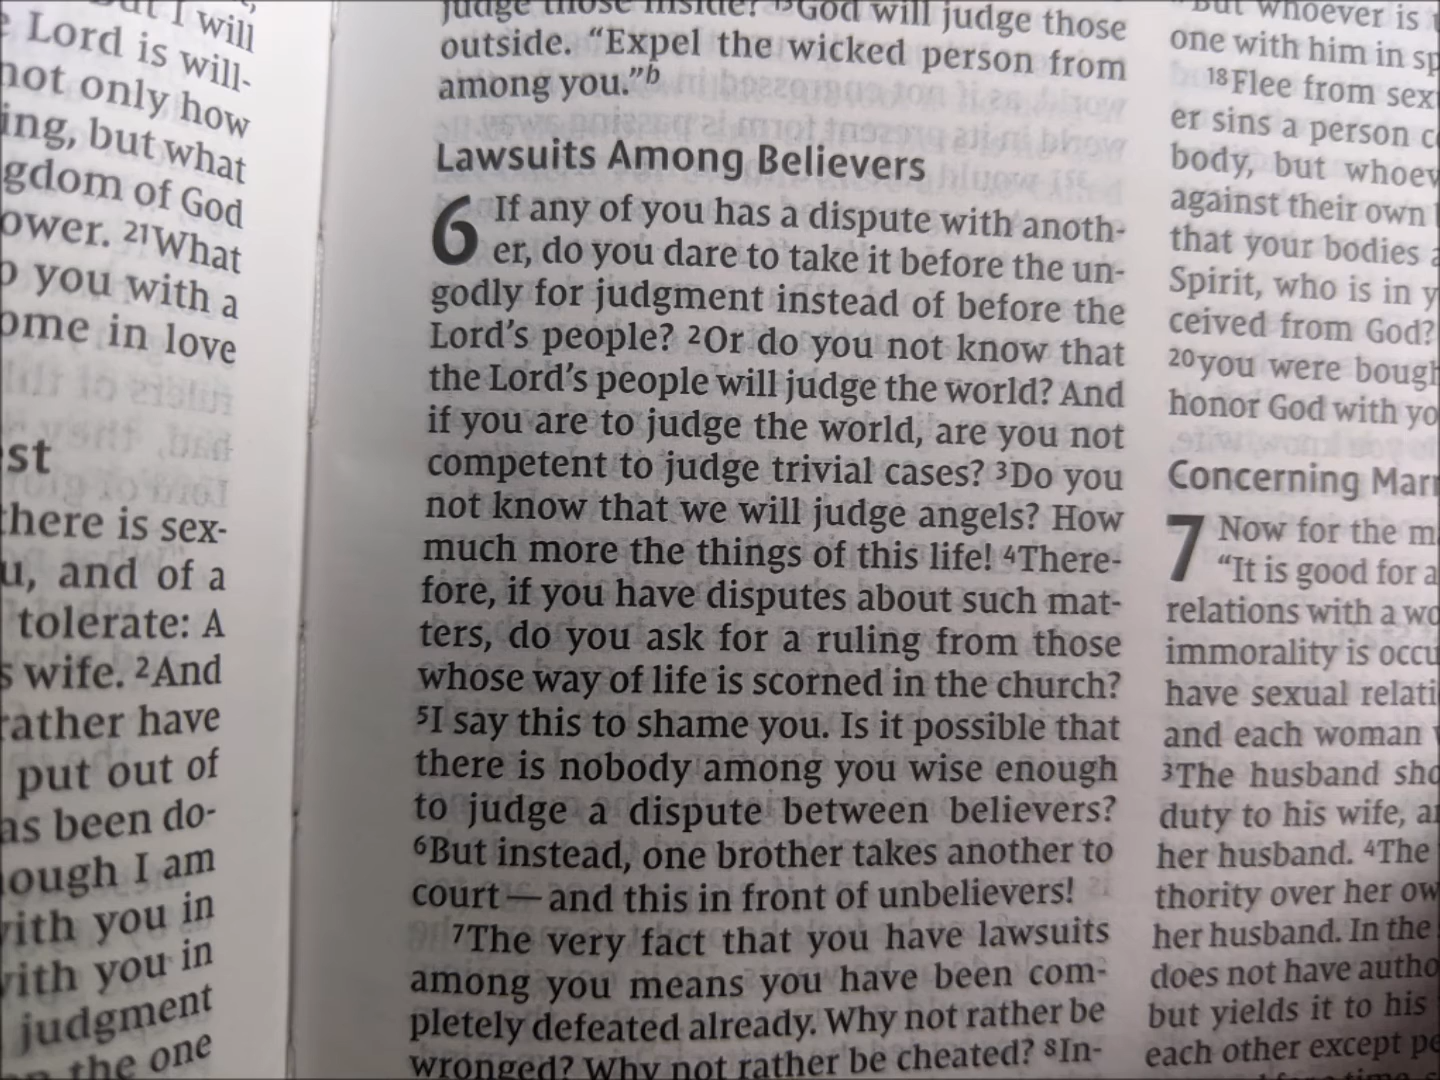 but I will
Lord is will-
not only how
ing, but what
gdom of God
ower. 21What
you with a
ome in love
st
there is sex-
u, and of a
tolerate: A
s wife. 2And
rather have
put out of
as been do-
ough I am
with you in
with you in
judgment
the one
judge those inside? 13God will judge those
outside. “Expel the wicked person from
among you.”b
Lawsuits Among Believers
6 If any of you has a dispute with anoth-
er, do you dare to take it before the un-
godly for judgment instead of before the
Lord’s people? 2Or do you not know that
the Lord’s people will judge the world? And
if you are to judge the world, are you not
competent to judge trivial cases? 3Do you
not know that we will judge angels? How
much more the things of this life! 4There-
fore, if you have disputes about such mat-
ters, do you ask for a ruling from those
whose way of life is scorned in the church?
5I say this to shame you. Is it possible that
there is nobody among you wise enough
to judge a dispute between believers?
6But instead, one brother takes another to
court — and this in front of unbelievers!
7The very fact that you have lawsuits
among you means you have been com-
pletely defeated already. Why not rather be
wronged? Why not rather be cheated? 8In-
But whoever is
one with him in sp
18Flee from sex
er sins a person c
body, but whoev
against their own
that your bodies a
Spirit, who is in y
ceived from God?
20you were bough
honor God with yo
Concerning Marr
7 Now for the m
“It is good for a
relations with a wo
immorality is occu
have sexual relati
and each woman
3The husband sho
duty to his wife, a
her husband. 4The
thority over her ow
her husband. In the
does not have autho
but yields it to his
each other except pe